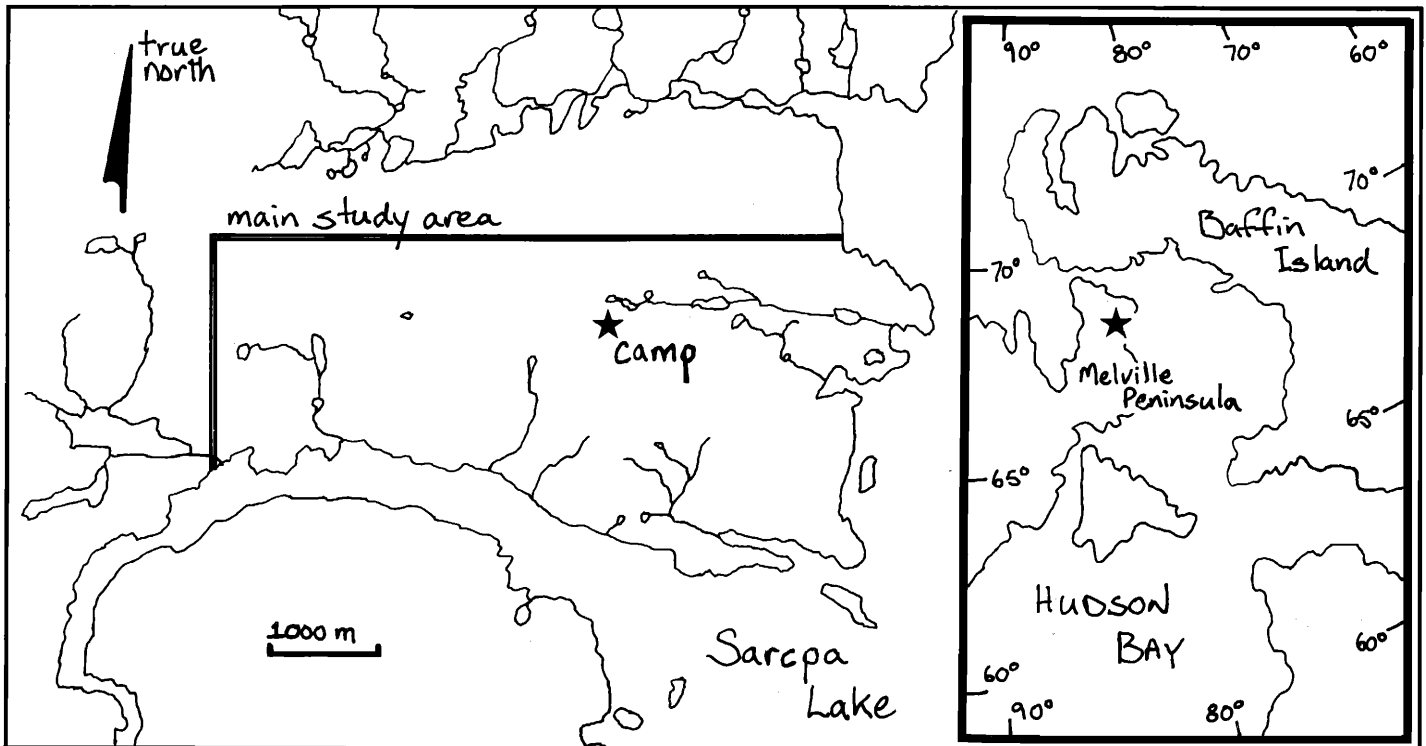 true
north
main study area
camp
1000 m
Sarcpa
Lake
90° 80° 70° 60°
70°
Baffin
Island
70°
Melville
Peninsula
65°
65°
HUDSON
BAY
60°
60°
90° 80°